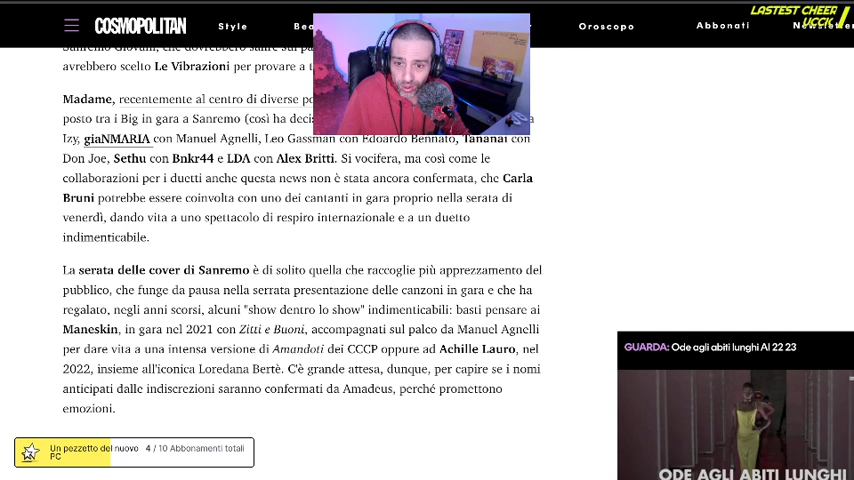 COSMOPOLITAN
Style
Bea
Oroscopo
Abbonati
LASTEST CHEER
UCCK
Sanremo Giovani, che dovrebbero
avrebbero scelto Le Vibrazioni per provare a
Madame, recentemente al centro di diverse
posto tra i Big in gara a Sanremo (così ha
Izy, giaNMARIA con Manuel Agnelli, Leo Gassman con Edoardo Bennato, Tananai con
Don Joe, Sethu con Bnkr44 e LDA con Alex Britti. Si vocifera, ma così come le
collaborazioni per i duetti anche questa news non è stata ancora confermata, che Carla
Bruni potrebbe essere coinvolta con uno dei cantanti in gara proprio nella serata di
venerdì, dando vita a uno spettacolo di respiro internazionale e a un duetto
indimenticabile.
La serata delle cover di Sanremo è di solito quella che raccoglie più apprezzamento del
pubblico, che funge da pausa nella serrata presentazione delle canzoni in gara e che ha
regalato, negli anni scorsi, alcuni "show dentro lo show" indimenticabili: basti pensare ai
Maneskin, in gara nel 2021 con Zitti e Buoni, accompagnati sul palco da Manuel Agnelli
per dare vita a una intensa versione di Amandoti dei CCCP oppure ad Achille Lauro, nel
2022, insieme all'iconica Loredana Bertè. C'è grande attesa, dunque, per capire se i nomi
anticipati dalle indiscrezioni saranno confermati da Amadeus, perché promettono
emozioni.
GUARDA: Ode agli abiti lunghi AI 22 23
ODE AGLI ABITI LUNGHI
Un pezzetto del nuovo 4 / 10 Abbonamenti totali
PC